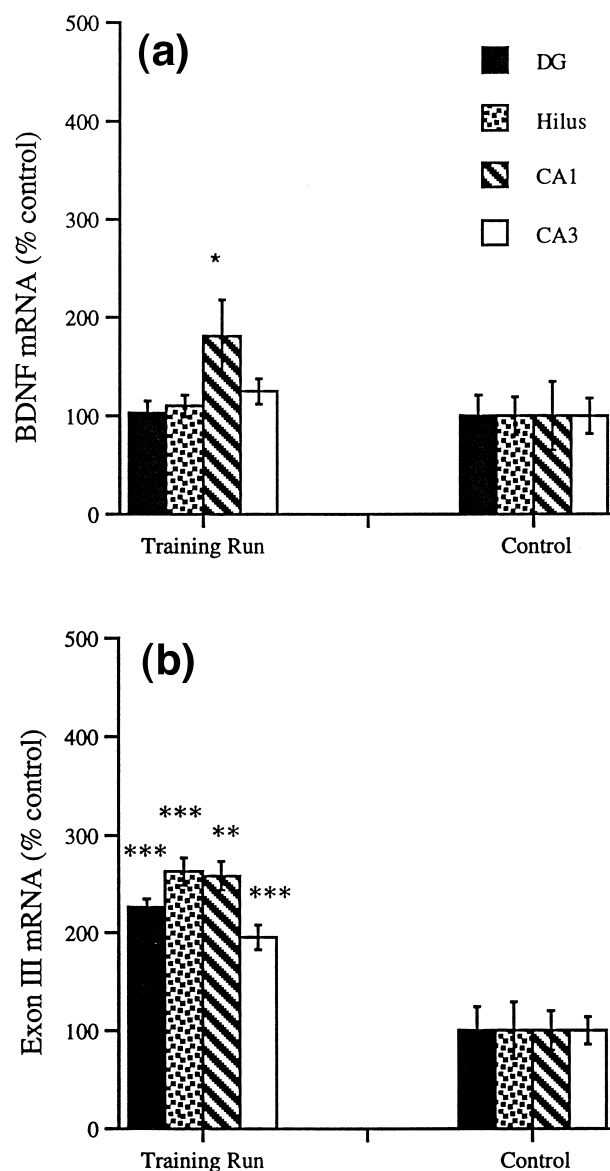 (a)
DG
Hilus
CA1
CA3
BDNF mRNA (% control)
500
400
300
200
100
0
*
Training Run
Control
(b)
Exon III mRNA (% control)
500
400
300
200
100
0
***
***
**
***
Training Run
Control